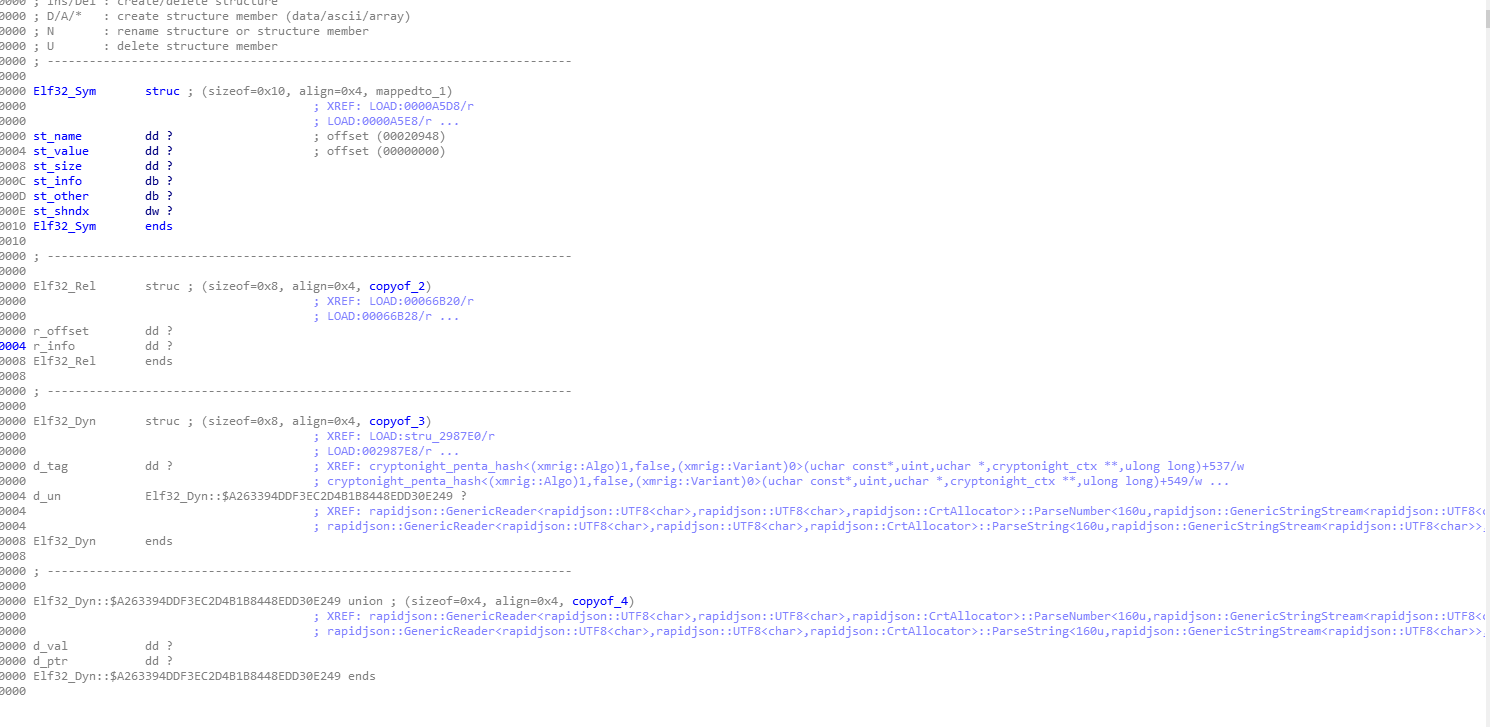 0000 ; Ins/Del : create/delete structure
0000 ; D/A/*   : create structure member (data/ascii/array)
0000 ; N       : rename structure or structure member
0000 ; U       : delete structure member
0000 ; ---------------------------------------------------------------------------
0000
0000 Elf32_Sym       struc ; (sizeof=0x10, align=0x4, mappedto_1)
0000                                         ; XREF: LOAD:0000A5D8/r
0000                                         ; LOAD:0000A5E8/r ...
0000 st_name         dd ?                    ; offset (00020948)
0004 st_value        dd ?                    ; offset (00000000)
0008 st_size         dd ?
000C st_info         db ?
000D st_other        db ?
000E st_shndx        dw ?
0010 Elf32_Sym       ends
0010
0000 ; ---------------------------------------------------------------------------
0000
0000 Elf32_Rel       struc ; (sizeof=0x8, align=0x4, copyof_2)
0000                                         ; XREF: LOAD:00066B20/r
0000                                         ; LOAD:00066B28/r ...
0000 r_offset        dd ?
0004 r_info          dd ?
0008 Elf32_Rel       ends
0008
0000 ; ---------------------------------------------------------------------------
0000
0000 Elf32_Dyn       struc ; (sizeof=0x8, align=0x4, copyof_3)
0000                                         ; XREF: LOAD:stru_2987E0/r
0000                                         ; LOAD:002987E8/r ...
0000 d_tag           dd ?                    ; XREF: cryptonight_penta_hash<(xmrig::Algo)1,false,(xmrig::Variant)0>(uchar const*,uint,uchar *,cryptonight_ctx **,ulong long)+537/w
0000                                         ; cryptonight_penta_hash<(xmrig::Algo)1,false,(xmrig::Variant)0>(uchar const*,uint,uchar *,cryptonight_ctx **,ulong long)+549/w ...
0004 d_un            Elf32_Dyn::$A263394DDF3EC2D4B1B8448EDD30E249 ?
0004                                         ; XREF: rapidjson::GenericReader<rapidjson::UTF8<char>,rapidjson::UTF8<char>,rapidjson::CrtAllocator>::ParseNumber<160u,rapidjson::GenericStringStream<rapidjson::UTF8<c
0004                                         ; rapidjson::GenericReader<rapidjson::UTF8<char>,rapidjson::UTF8<char>,rapidjson::CrtAllocator>::ParseString<160u,rapidjson::GenericStringStream<rapidjson::UTF8<char>>,
0008 Elf32_Dyn       ends
0008
0000 ; ---------------------------------------------------------------------------
0000
0000 Elf32_Dyn::$A263394DDF3EC2D4B1B8448EDD30E249 union ; (sizeof=0x4, align=0x4, copyof_4)
0000                                         ; XREF: rapidjson::GenericReader<rapidjson::UTF8<char>,rapidjson::UTF8<char>,rapidjson::CrtAllocator>::ParseNumber<160u,rapidjson::GenericStringStream<rapidjson::UTF8<c
0000                                         ; rapidjson::GenericReader<rapidjson::UTF8<char>,rapidjson::UTF8<char>,rapidjson::CrtAllocator>::ParseString<160u,rapidjson::GenericStringStream<rapidjson::UTF8<char>>,
0000 d_val           dd ?
0000 d_ptr           dd ?
0000 Elf32_Dyn::$A263394DDF3EC2D4B1B8448EDD30E249 ends
0000